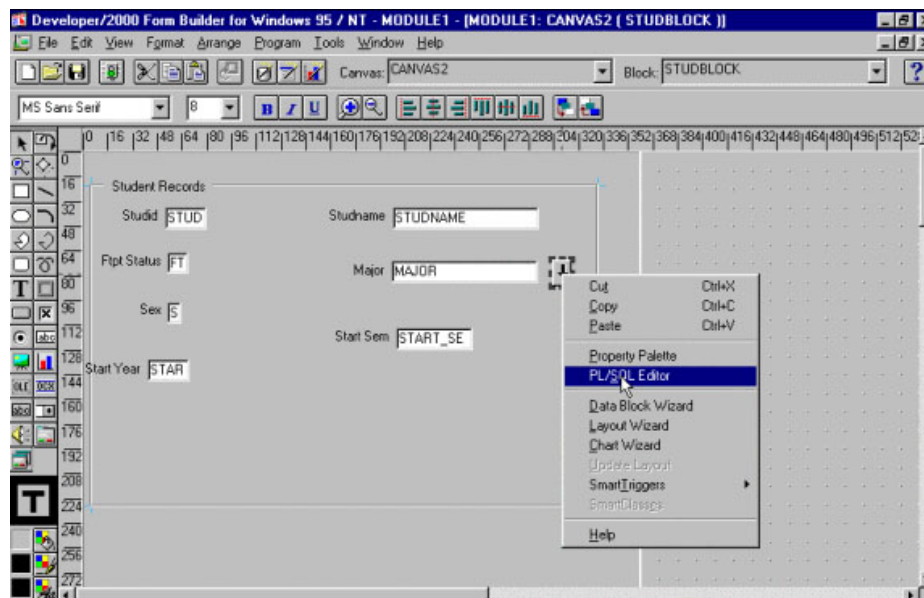 Developer/2000 Form Builder for Windows 95 / NT - MODULE1 - [MODULE1: CANVAS2 ( STUDBLOCK )]
File Edit View Format Arrange Program Tools Window Help
Canvas: CANVAS2 Block: STUDBLOCK
MS Sans Serif 8 B I U
0 16 32 48 64 80 96 112 128 144 160 176 192 208 224 240 256 272 288 304 320 336 352 368 384 400 416 432 448 464 480 496 512 52
0
16
32
48
64
80
96
112
128
144
160
176
192
208
224
240
256
272
Student Records
Studid STUD Studname STUDNAME
Ftpt Status FT Major MAJOR
Sex S Start Sem START_SE
Start Year STAR
Cut Ctrl+X
Copy Ctrl+C
Paste Ctrl+V
Property Palette
PL/SQL Editor
Data Block Wizard
Layout Wizard
Chart Wizard
Update Layout
SmartTriggers
SmartClasses
Help
T
abc
OLE OCX
abc
T